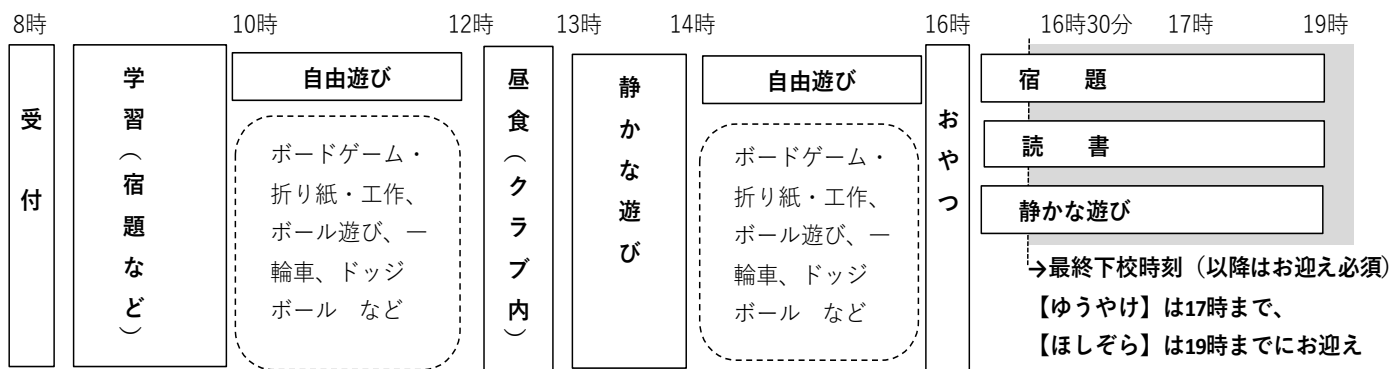 8時
10時
12時
13時
14時
16時
16時30分
17時
19時
受付
学習(宿題など)
自由遊び
ボードゲーム・
折り紙・工作、
ボール遊び、一
輪車、ドッジ
ボール　など
昼食(クラブ内)
静かな遊び
自由遊び
ボードゲーム・
折り紙・工作、
ボール遊び、一
輪車、ドッジ
ボール　など
おやつ
宿　題
読　書
静かな遊び
→最終下校時刻（以降はお迎え必須）
【ゆうやけ】は17時まで、
【ほしぞら】は19時までにお迎え